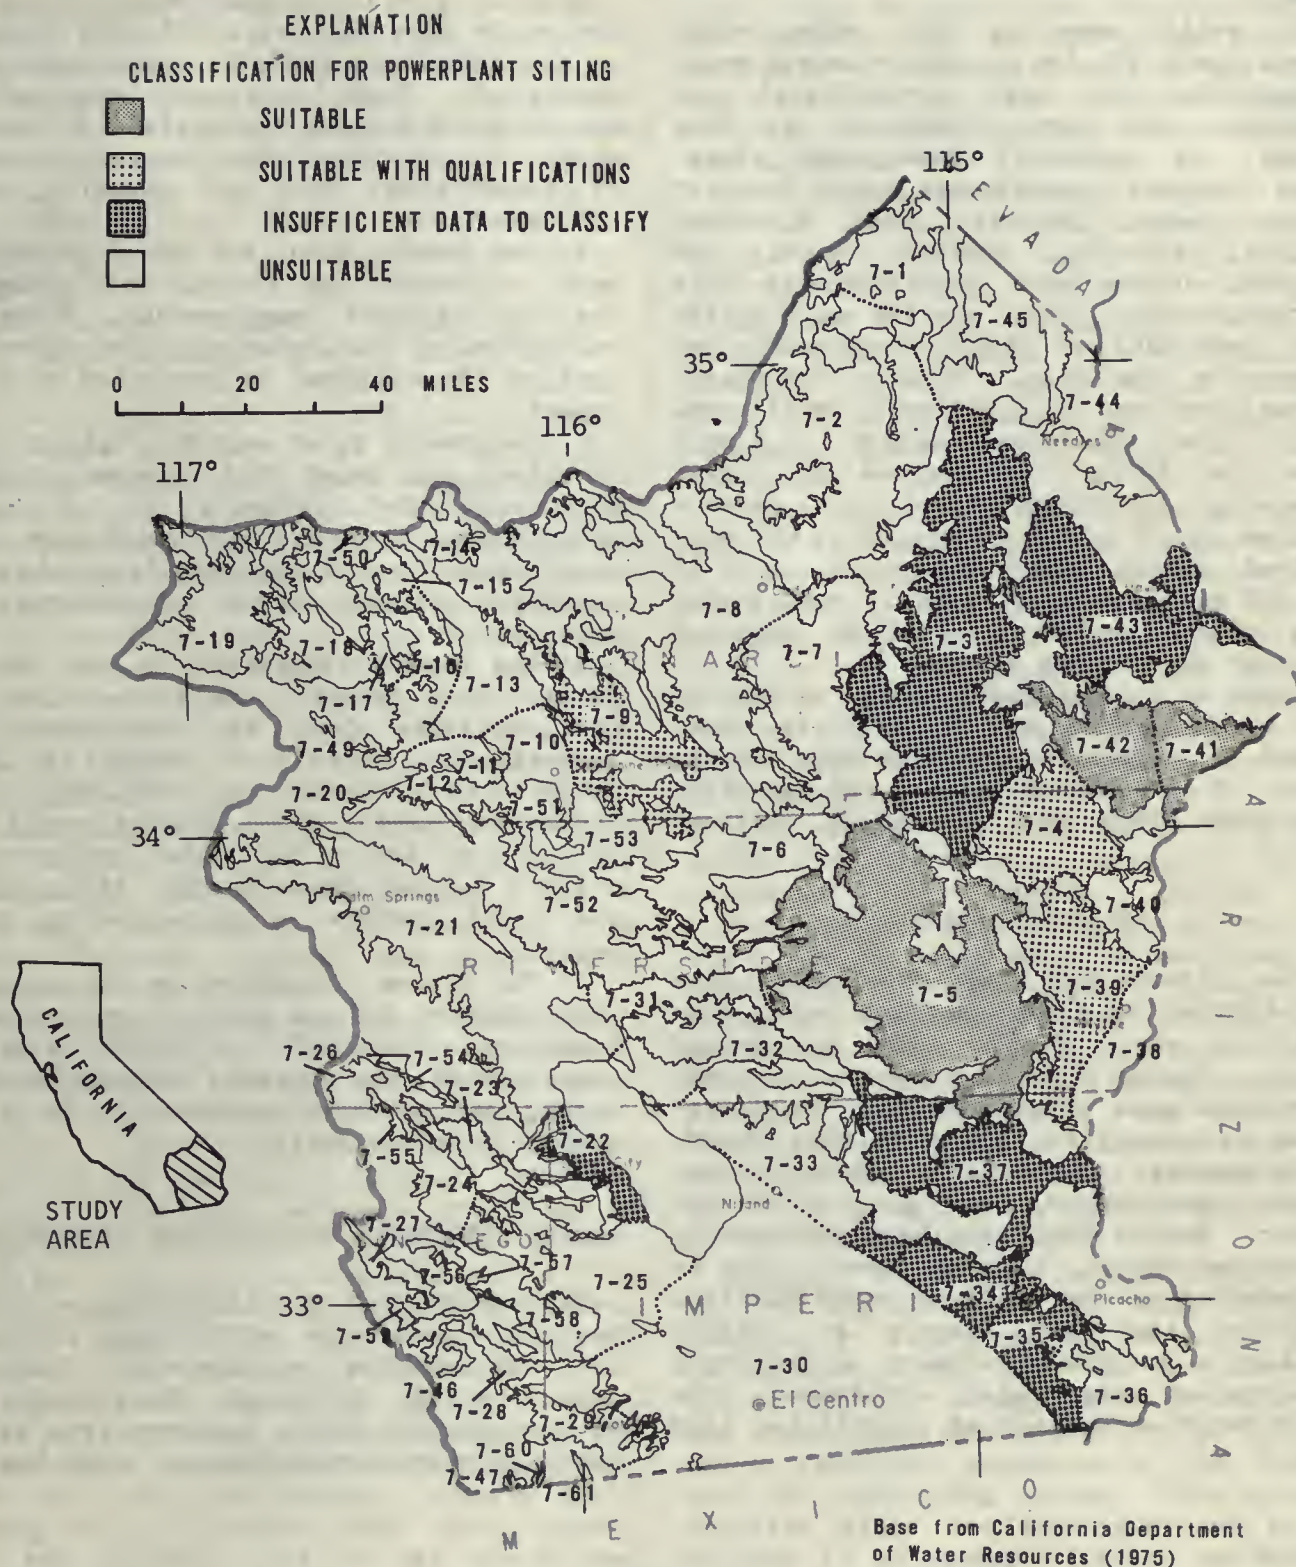 EXPLANATION
CLASSIFICATION FOR POWERPLANT SITING
SUITABLE
SUITABLE WITH QUALIFICATIONS
INSUFFICIENT DATA TO CLASSIFY
UNSUITABLE
0 20 40 MILES
115°
NEVADA
7-1
7-45
35°
7-44
7-2
Needles
116°
117°
7-50
7-14
7-15
7-8
7-43
7-19
7-18
7-16
7-3
7-7
7-13
7-17
7-9
7-42
7-41
7-49
7-10
7-11
7-12
7-20
7-51
7-4
34°
7-53
7-6
Palm Springs
7-52
7-40
7-21
RIVERSIDE
7-31
7-5
7-39
7-38
7-32
7-26
7-54
7-23
7-22
City
7-55
7-33
7-37
7-24
Niland
7-27
7-57
7-56
7-25
7-34
Picacho
33°
IMPERI
7-58
7-35
7-30
7-46
7-28
El Centro
7-36
7-29
7-60
7-47
7-61
ARIZONA
MEXICO
CALIFORNIA
STUDY
AREA
Base from California Department
of Water Resources (1975)